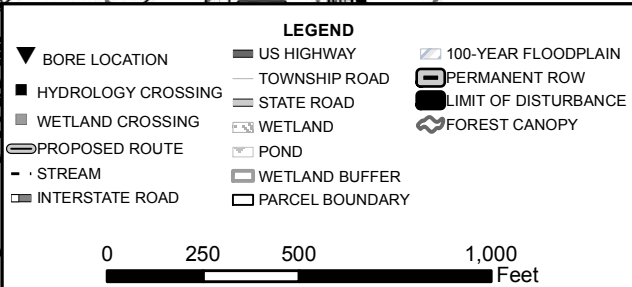 LEGEND
BORE LOCATION
HYDROLOGY CROSSING
WETLAND CROSSING
PROPOSED ROUTE
STREAM
INTERSTATE ROAD
US HIGHWAY
TOWNSHIP ROAD
STATE ROAD
WETLAND
POND
WETLAND BUFFER
PARCEL BOUNDARY
100-YEAR FLOODPLAIN
PERMANENT ROW
LIMIT OF DISTURBANCE
FOREST CANOPY
0 250 500 1,000
Feet